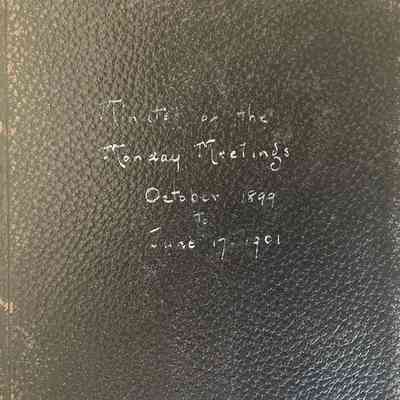 Minutes of the
Monday Meetings
October 1899
To
June 17-1901